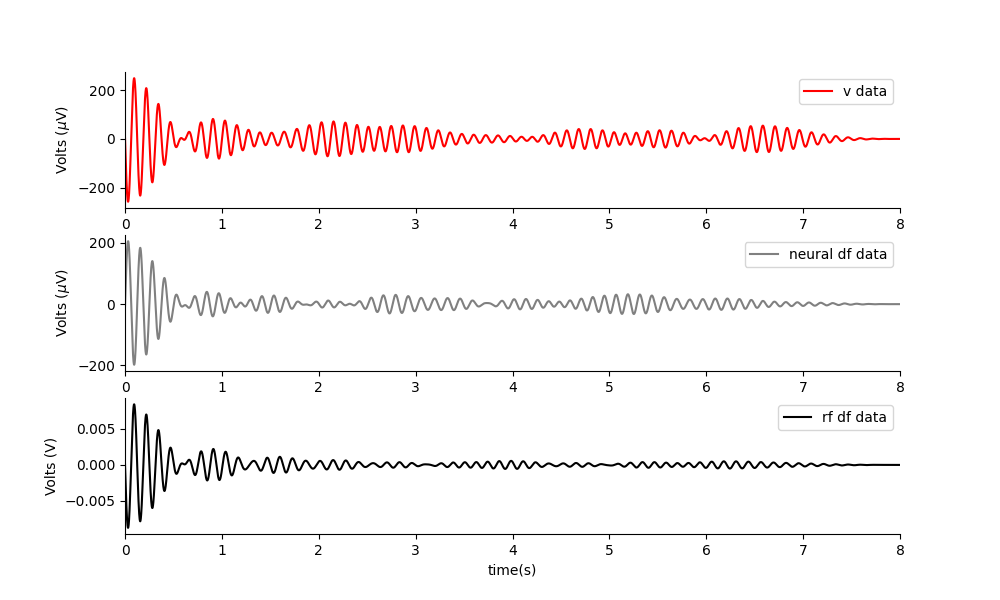 v data
200
0
−200
Volts (μV)
0 1 2 3 4 5 6 7 8
neural df data
200
0
−200
Volts (μV)
0 1 2 3 4 5 6 7 8
rf df data
0.005
0.000
−0.005
Volts (V)
0 1 2 3 4 5 6 7 8
time(s)